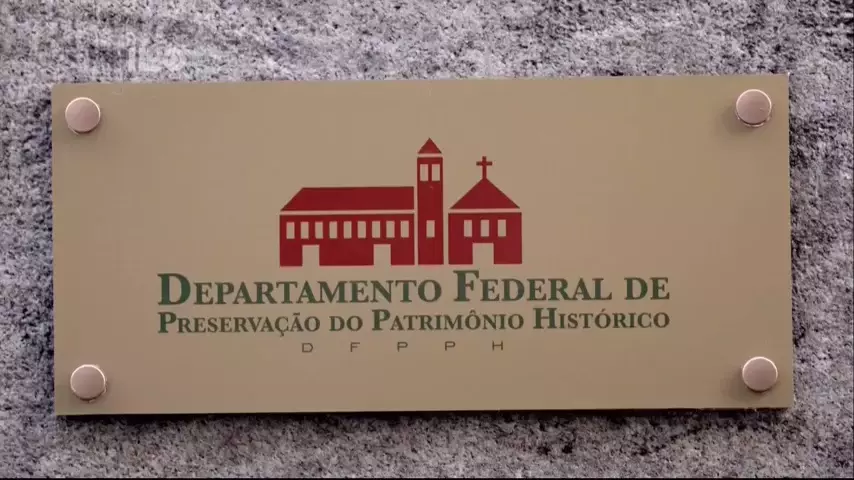 DEPARTAMENTO FEDERAL DE
PRESERVAÇÃO DO PATRIMÔNIO HISTÓRICO
DFPPH